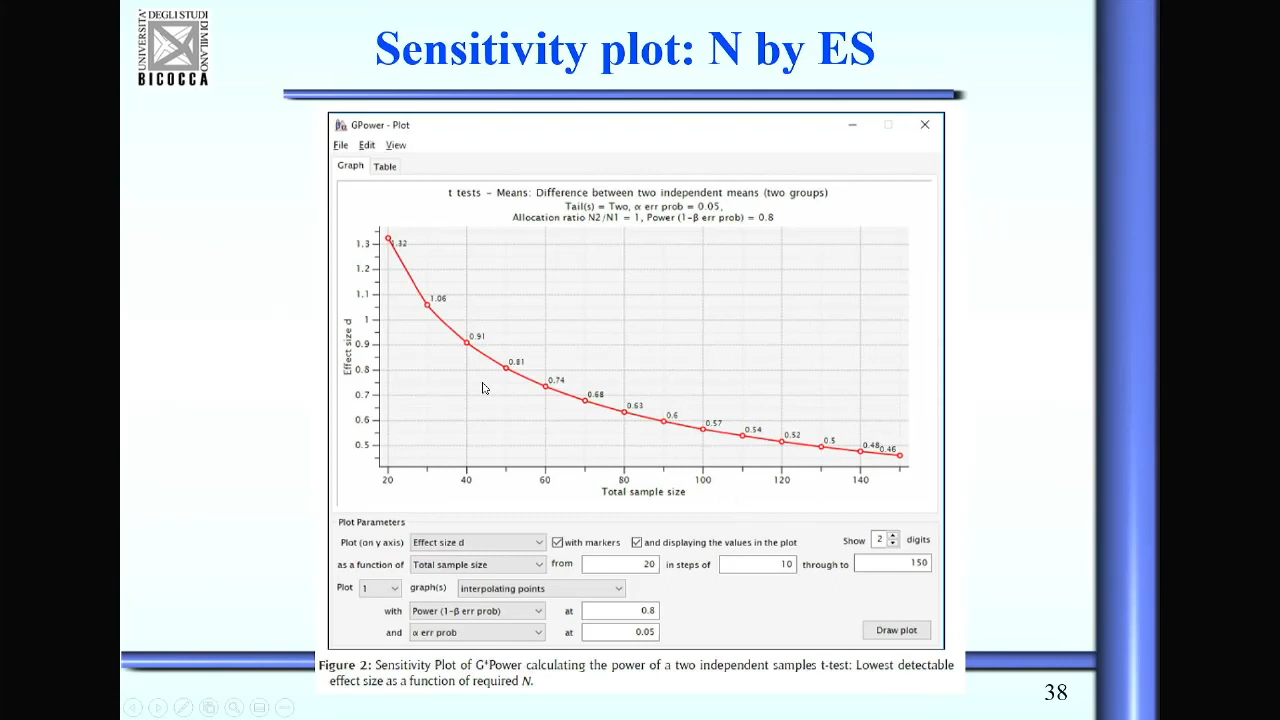 UNIVERSITA'
DEGLI STUDI
DI MILANO
BICOCCA
Sensitivity plot: N by ES
GPower - Plot
File Edit View
Graph Table
t tests - Means: Difference between two independent means (two groups)
Tail(s) = Two, α err prob = 0.05,
Allocation ratio N2/N1 = 1, Power (1-β err prob) = 0.8
Effect size d
1.3
1.2
1.1
1
0.9
0.8
0.7
0.6
0.5
1.32
1.06
0.91
0.81
0.74
0.68
0.63
0.6
0.57
0.54
0.52
0.5
0.48
0.46
20 40 60 80 100 120 140
Total sample size
Plot Parameters
Plot (on y axis) Effect size d with markers and displaying the values in the plot Show 2 digits
as a function of Total sample size from 20 in steps of 10 through to 150
Plot 1 graph(s) interpolating points
with Power (1-β err prob) at 0.8
and α err prob at 0.05
Draw plot
Figure 2: Sensitivity Plot of G*Power calculating the power of a two independent samples t-test: Lowest detectable
effect size as a function of required N.
38